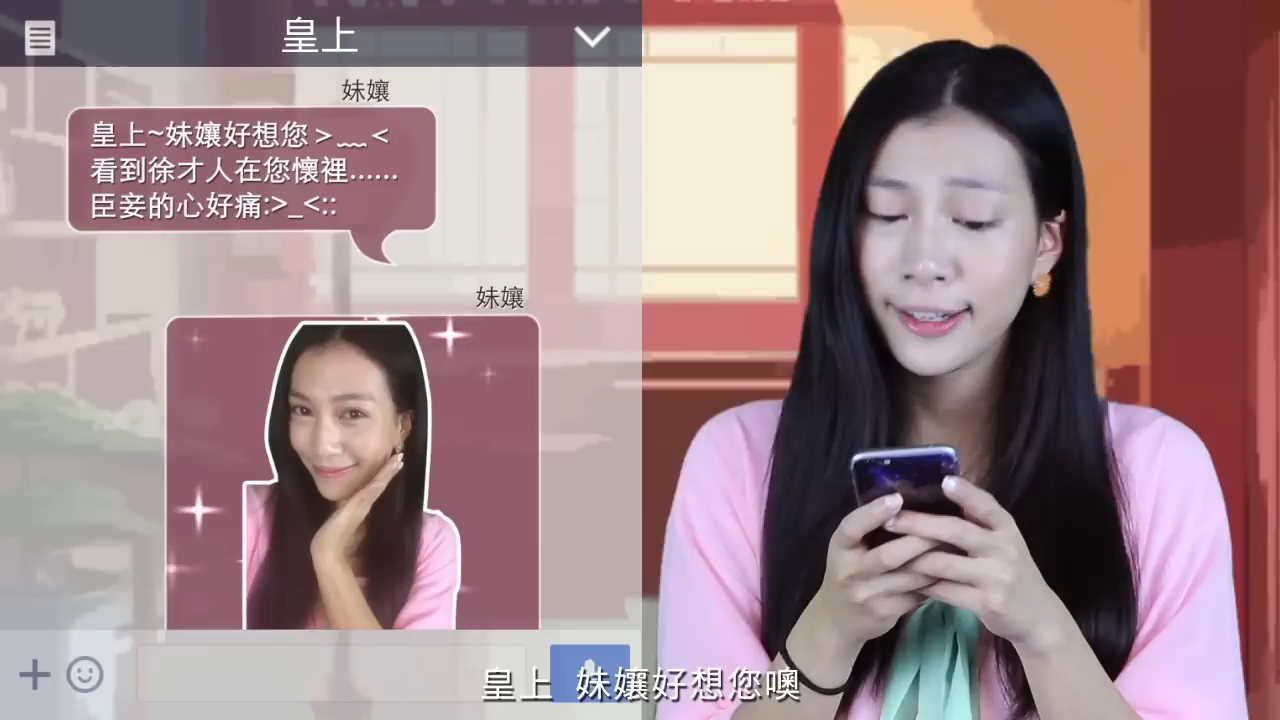 皇上
妹孃
皇上~妹孃好想您＞﹏＜
看到徐才人在您懷裡......
臣妾的心好痛:>_<::
妹孃
皇上 妹孃好想您噢